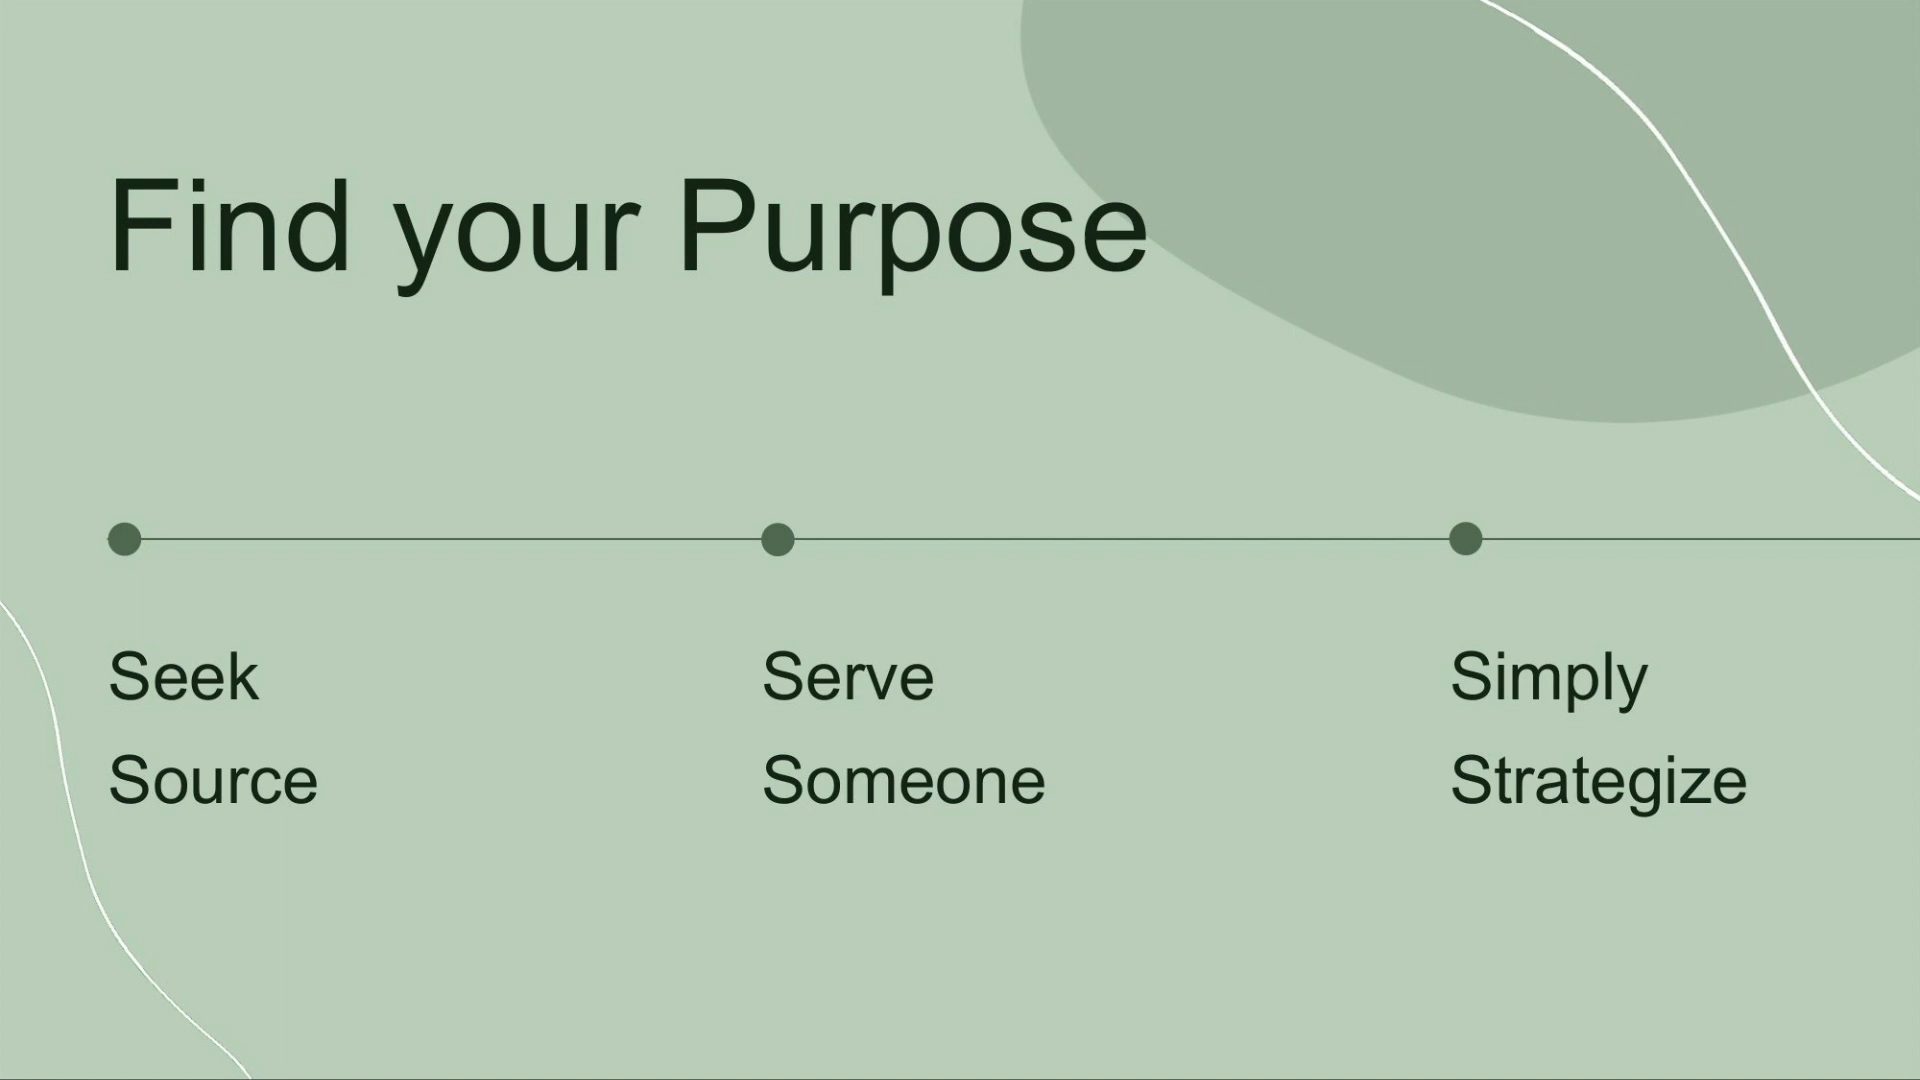 Find your Purpose
Seek
Source
Serve
Someone
Simply
Strategize